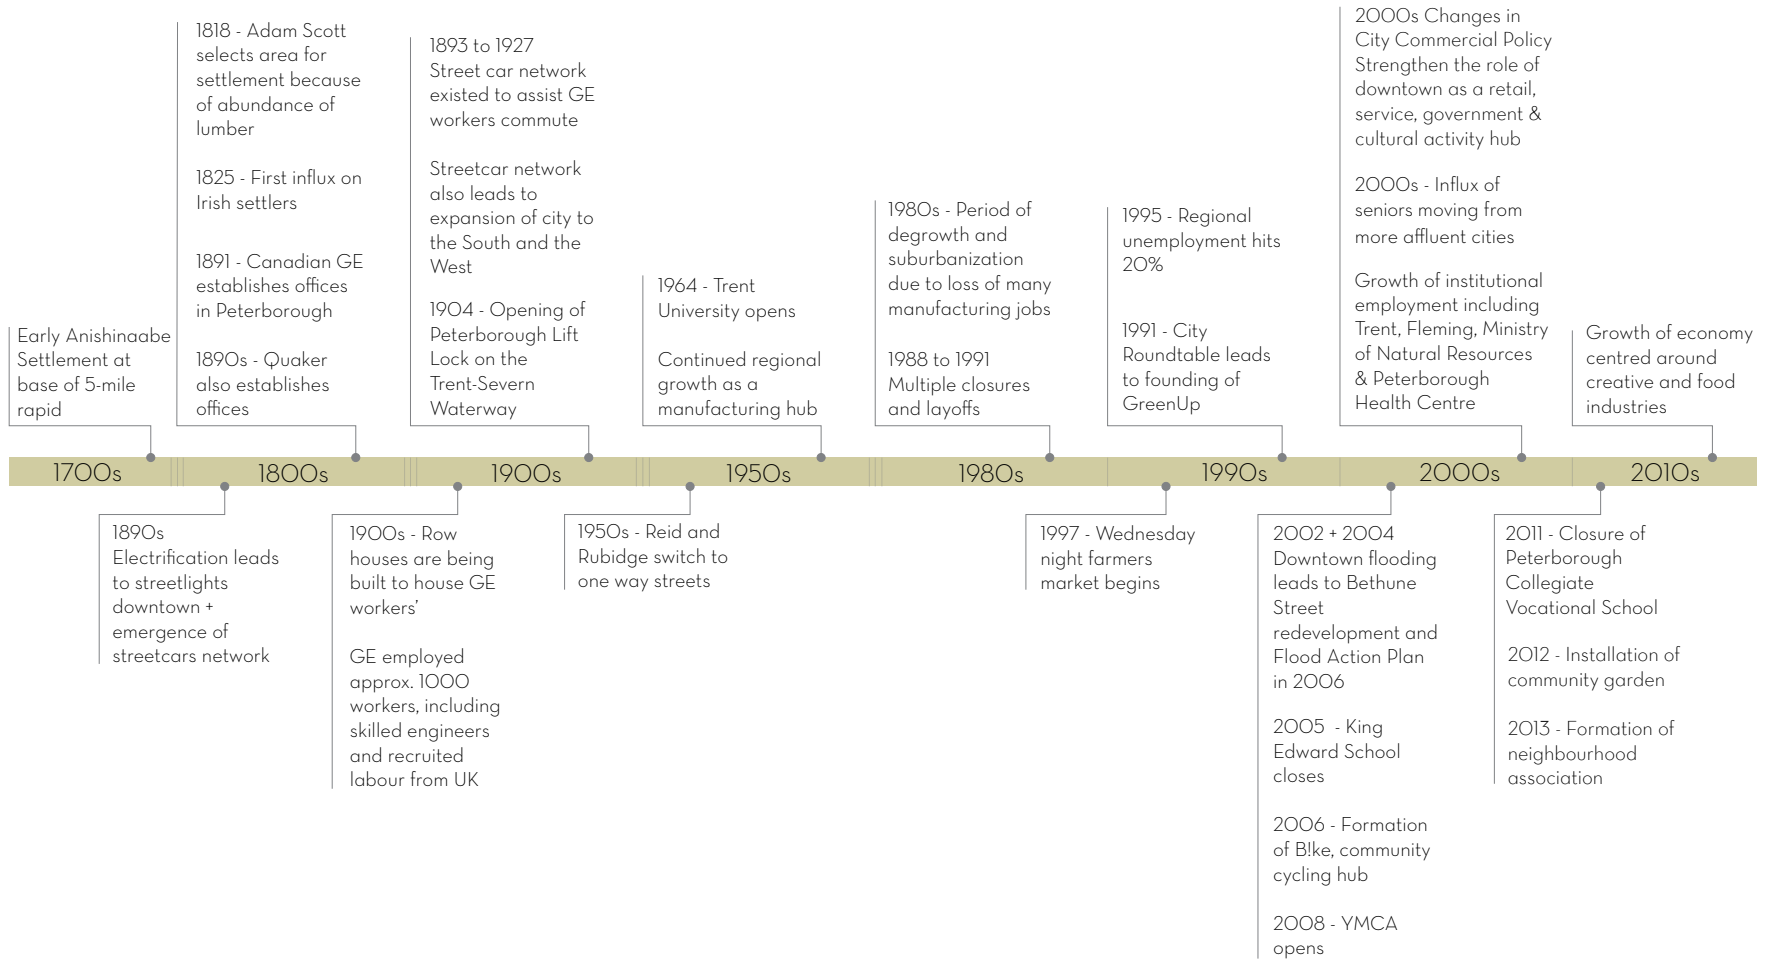 Early Anishinaabe
Settlement at
base of 5-mile
rapid
1818 - Adam Scott
selects area for
settlement because
of abundance of
lumber
1825 - First influx on
Irish settlers
1891 - Canadian GE
establishes offices
in Peterborough
1890s - Quaker
also establishes
offices
1893 to 1927
Street car network
existed to assist GE
workers commute
Streetcar network
also leads to
expansion of city to
the South and the
West
1904 - Opening of
Peterborough Lift
Lock on the
Trent-Severn
Waterway
1964 - Trent
University opens
Continued regional
growth as a
manufacturing hub
1980s - Period of
degrowth and
suburbanization
due to loss of many
manufacturing jobs
1988 to 1991
Multiple closures
and layoffs
1995 - Regional
unemployment hits
20%
1991 - City
Roundtable leads
to founding of
GreenUp
2000s Changes in
City Commercial Policy
Strengthen the role of
downtown as a retail,
service, government &
cultural activity hub
2000s - Influx of
seniors moving from
more affluent cities
Growth of institutional
employment including
Trent, Fleming, Ministry
of Natural Resources
& Peterborough
Health Centre
Growth of economy
centred around
creative and food
industries
1700s
1800s
1900s
1950s
1980s
1990s
2000s
2010s
1890s
Electrification leads
to streetlights
downtown +
emergence of
streetcars network
1900s - Row
houses are being
built to house GE
workers’
GE employed
approx. 1000
workers, including
skilled engineers
and recruited
labour from UK
1950s - Reid and
Rubidge switch to
one way streets
1997 - Wednesday
night farmers
market begins
2002 + 2004
Downtown flooding
leads to Bethune
Street
redevelopment and
Flood Action Plan
in 2006
2005 - King
Edward School
closes
2006 - Formation
of B!ke, community
cycling hub
2008 - YMCA
opens
2011 - Closure of
Peterborough
Collegiate
Vocational School
2012 - Installation of
community garden
2013 - Formation of
neighbourhood
association